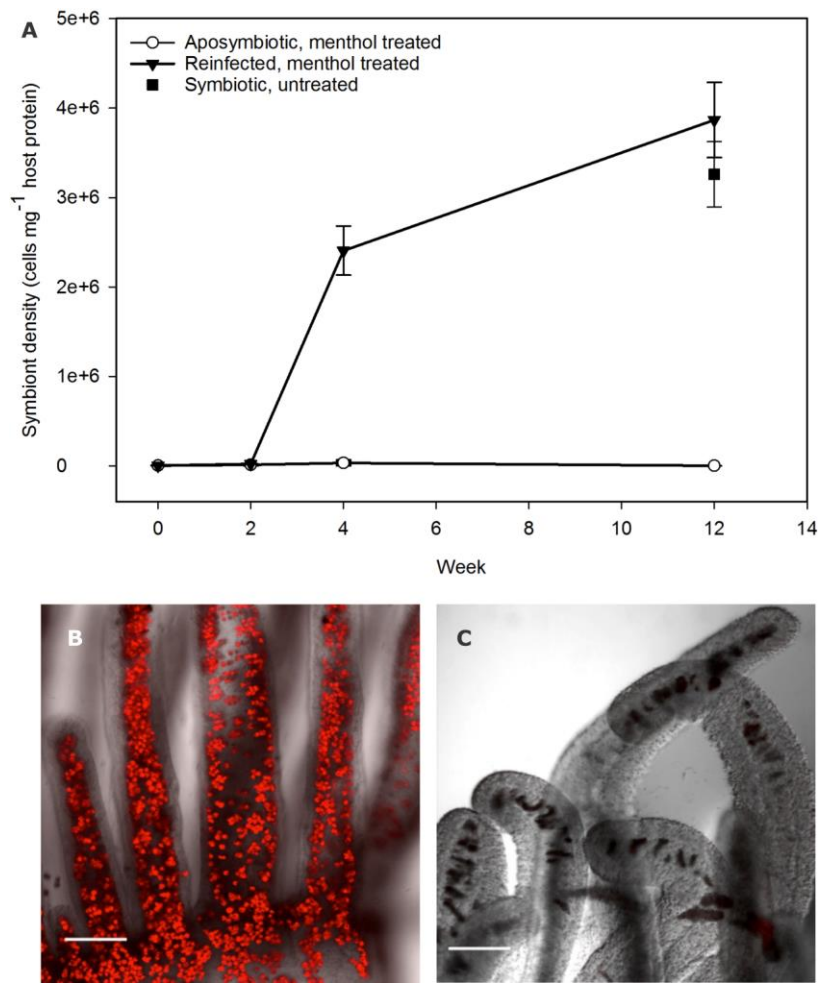 A
5e+6
Aposymbiotic, menthol treated
Reinfected, menthol treated
Symbiotic, untreated
4e+6
3e+6
2e+6
1e+6
0
Symbiont density (cells mg-1 host protein)
0 2 4 6 8 10 12 14
Week
B
C